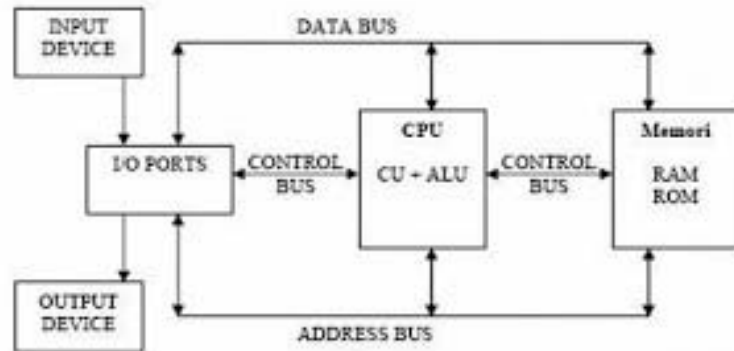 INPUT
DEVICE
DATA BUS
I/O PORTS
CONTROL
BUS
CPU
CU + ALU
CONTROL
BUS
Memori
RAM
ROM
OUTPUT
DEVICE
ADDRESS BUS